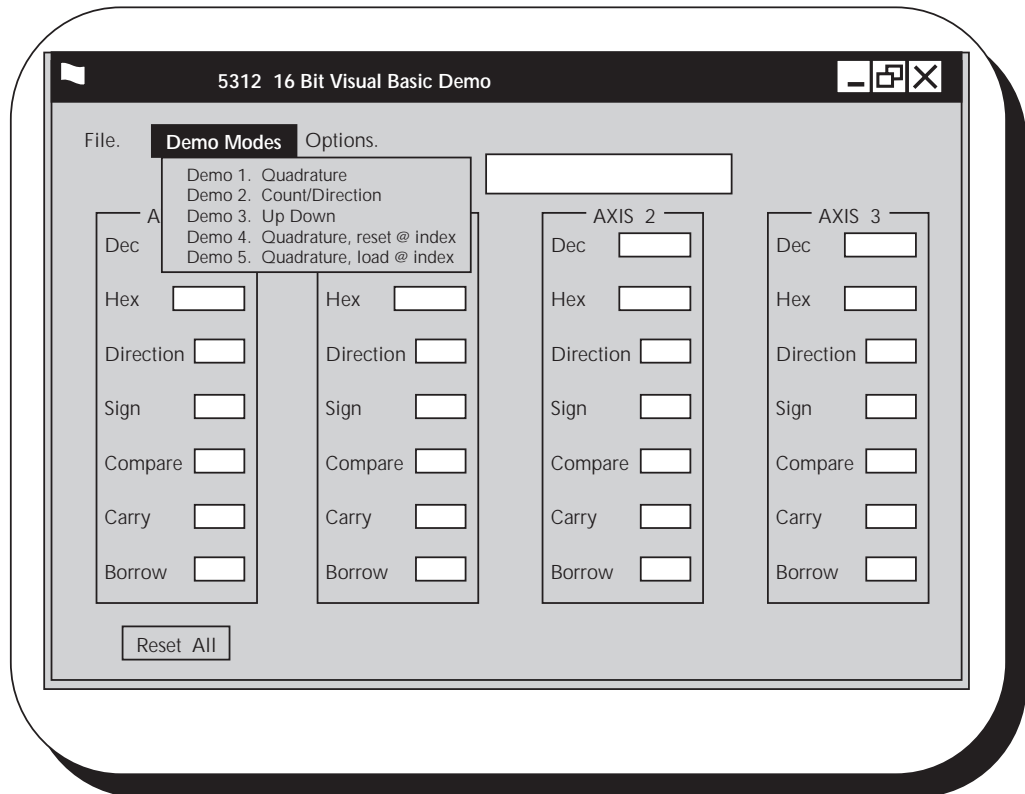 5312 16 Bit Visual Basic Demo
File. Demo Modes Options.
Demo 1. Quadrature
Demo 2. Count/Direction
Demo 3. Up Down
Demo 4. Quadrature, reset @ index
Demo 5. Quadrature, load @ index
A
Dec
Hex
Direction
Sign
Compare
Carry
Borrow
Hex
Direction
Sign
Compare
Carry
Borrow
AXIS 2
Dec
Hex
Direction
Sign
Compare
Carry
Borrow
AXIS 3
Dec
Hex
Direction
Sign
Compare
Carry
Borrow
Reset All